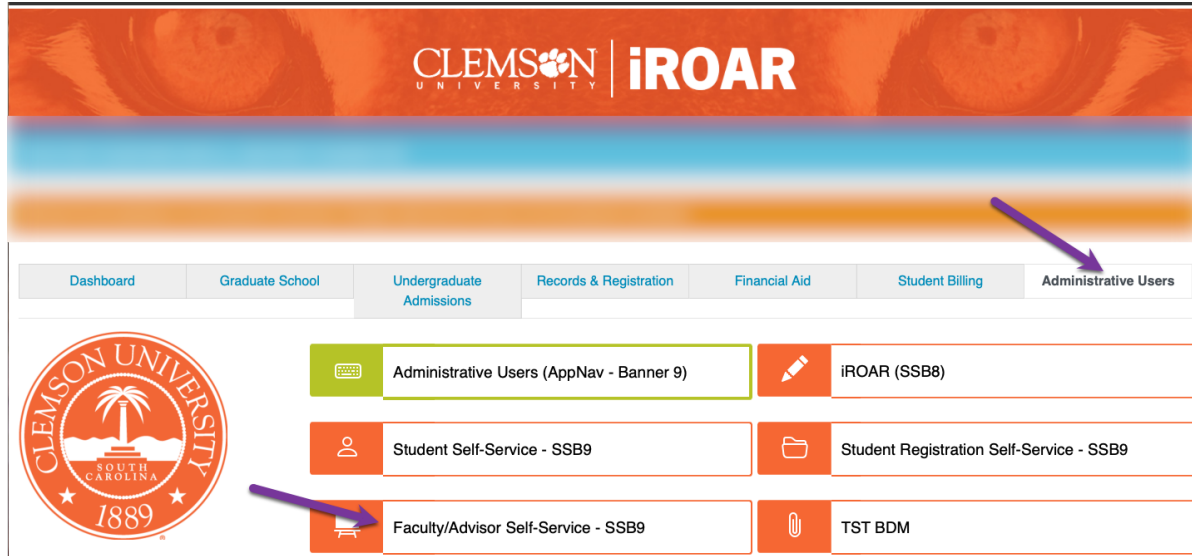 CLEMSON iROAR
UNIVERSITY
Dashboard Graduate School Undergraduate Records & Registration Financial Aid Student Billing Administrative Users
Admissions
CLEMSON UNIVERSITY
SOUTH
CAROLINA
1889
Administrative Users (AppNav - Banner 9)
iROAR (SSB8)
Student Self-Service - SSB9
Student Registration Self-Service - SSB9
Faculty/Advisor Self-Service - SSB9
TST BDM